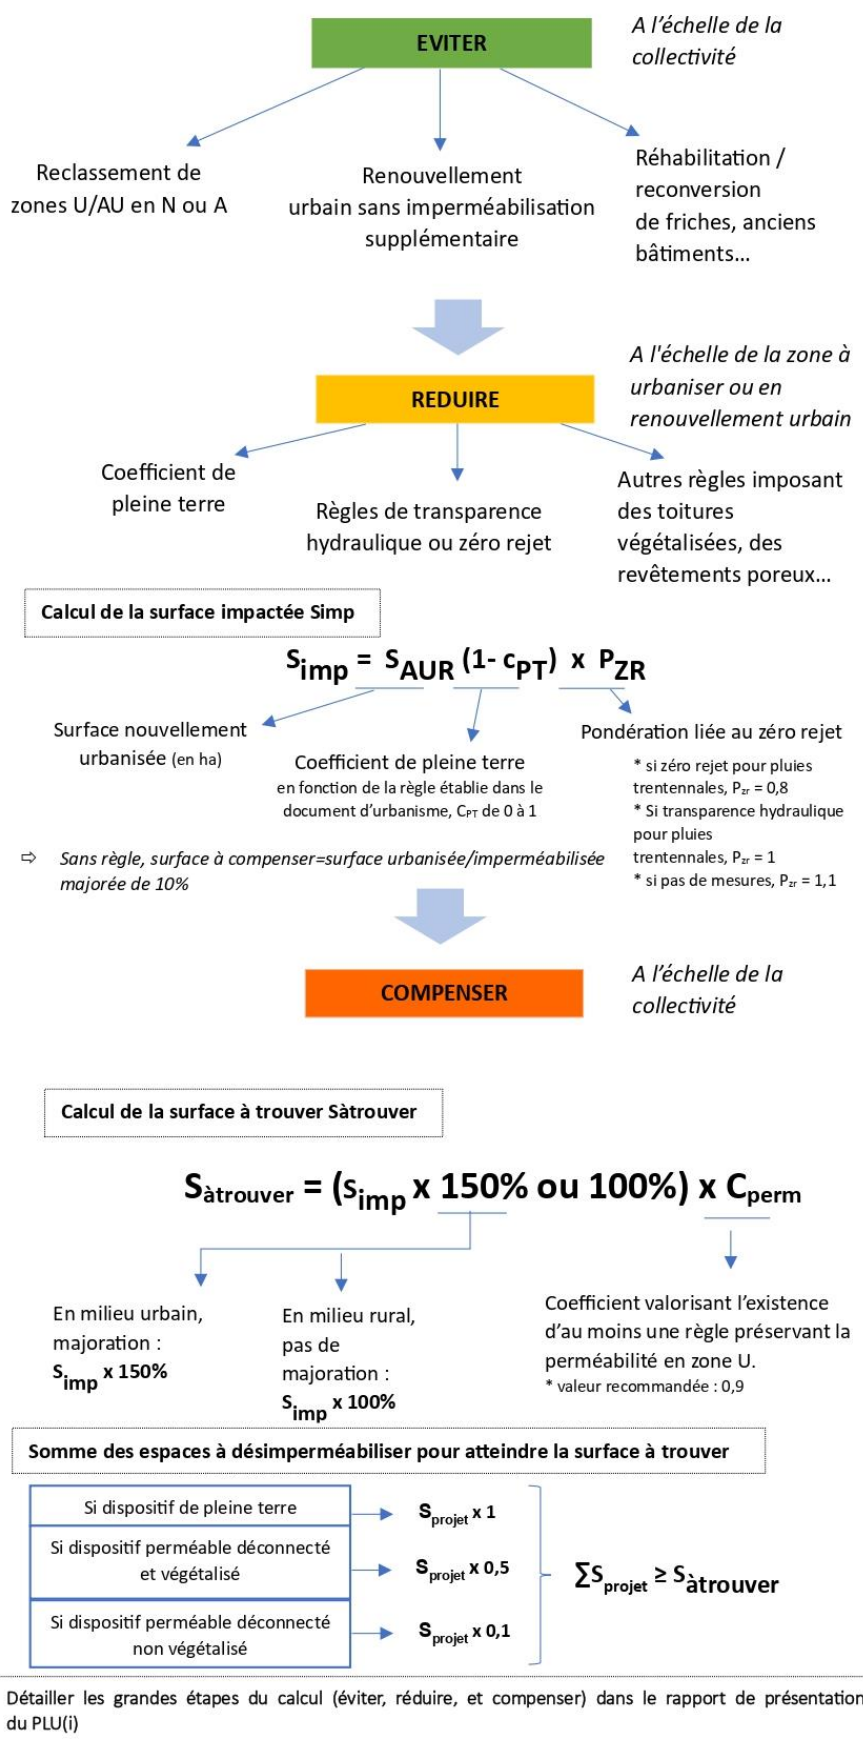 EVITER
A l’échelle de la
collectivité
Reclassement de
zones U/AU en N ou A
Renouvellement
urbain sans imperméabilisation
supplémentaire
Réhabilitation /
reconversion
de friches, anciens
bâtiments...
REDUIRE
A l'échelle de la zone à
urbaniser ou en
renouvellement urbain
Coefficient de
pleine terre
Règles de transparence
hydraulique ou zéro rejet
Autres règles imposant
des toitures
végétalisées, des
revêtements poreux...
Calcul de la surface impactée Simp
Simp = SAUR (1- cPT) x PZR
Surface nouvellement
urbanisée (en ha)
Coefficient de pleine terre
en fonction de la règle établie dans le
document d’urbanisme, CPT de 0 à 1
Pondération liée au zéro rejet
* si zéro rejet pour pluies
trentennales, Pzr = 0,8
* Si transparence hydraulique
pour pluies
trentennales, Pzr = 1
* si pas de mesures, Pzr = 1,1
⇨ Sans règle, surface à compenser=surface urbanisée/imperméabilisée
majorée de 10%
COMPENSER
A l’échelle de la
collectivité
Calcul de la surface à trouver Sàtrouver
Sàtrouver = (simp x 150% ou 100%) x Cperm
En milieu urbain,
majoration :
Simp x 150%
En milieu rural,
pas de
majoration :
Simp x 100%
Coefficient valorisant l’existence
d’au moins une règle préservant la
perméabilité en zone U.
* valeur recommandée : 0,9
Somme des espaces à désimperméabiliser pour atteindre la surface à trouver
Si dispositif de pleine terre
Sprojet x 1
Si dispositif perméable déconnecté
et végétalisé
Sprojet x 0,5
Si dispositif perméable déconnecté
non végétalisé
Sprojet x 0,1
∑Sprojet ≥ Sàtrouver
Détailler les grandes étapes du calcul (éviter, réduire, et compenser) dans le rapport de présentation
du PLU(i)